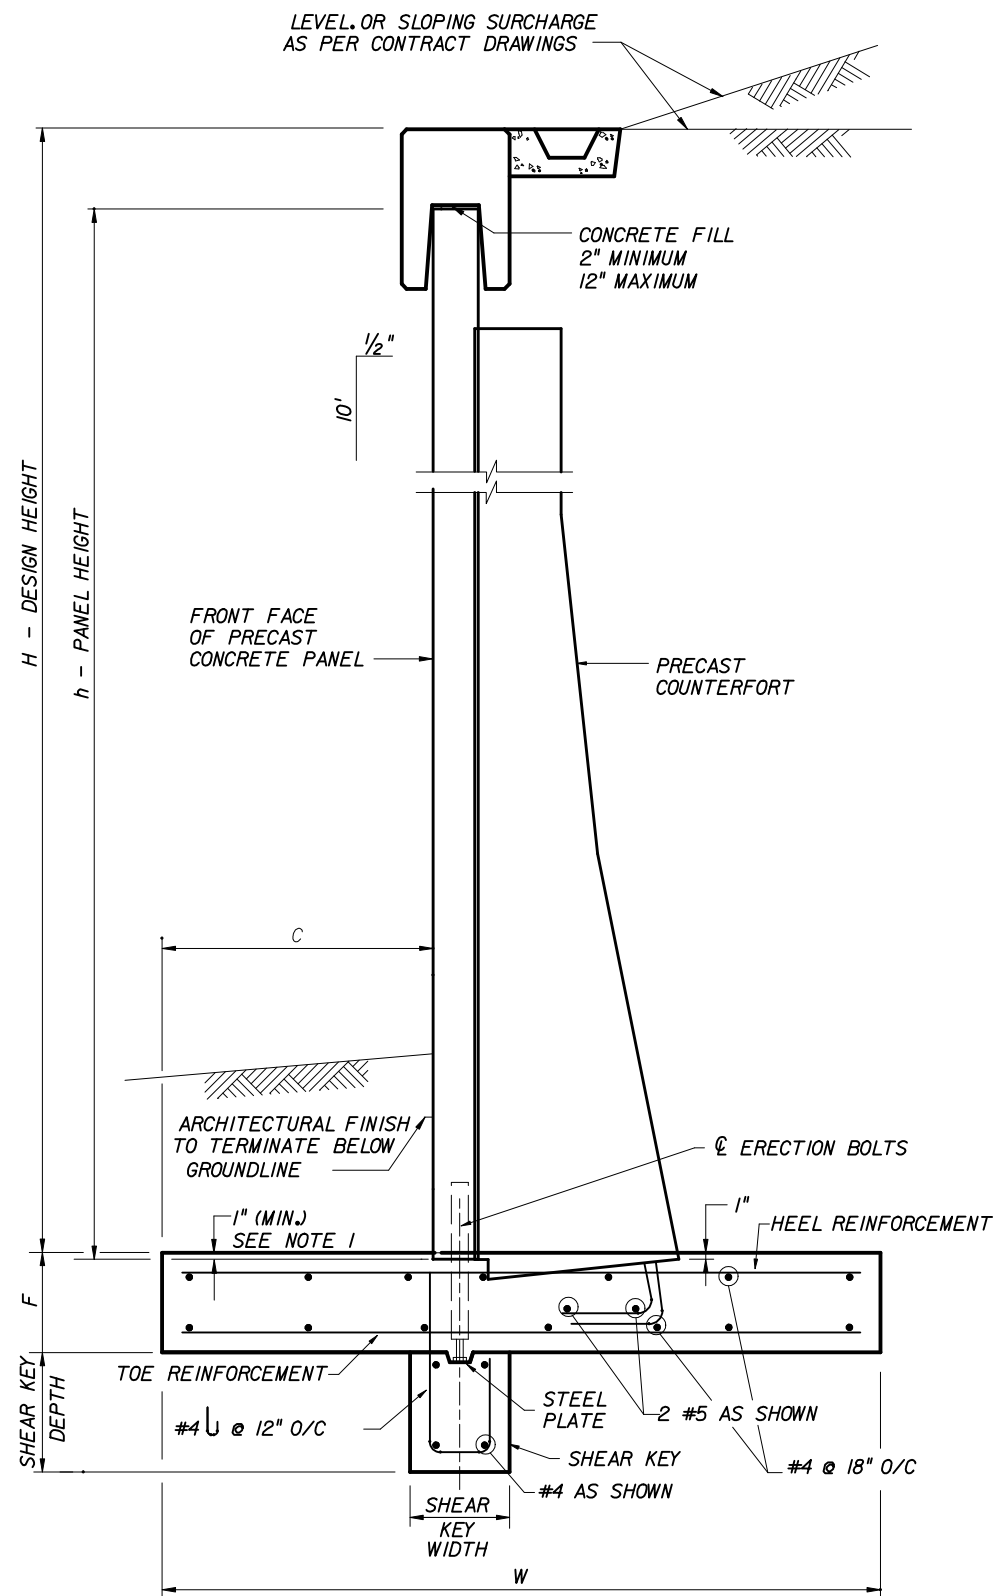 LEVEL OR SLOPING SURCHARGE
AS PER CONTRACT DRAWINGS
CONCRETE FILL
2" MINIMUM
12" MAXIMUM
1/2"
10'
H - DESIGN HEIGHT
h - PANEL HEIGHT
FRONT FACE
OF PRECAST
CONCRETE PANEL
PRECAST
COUNTERFORT
C
ARCHITECTURAL FINISH
TO TERMINATE BELOW
GROUNDLINE
℄ ERECTION BOLTS
1" (MIN.)
SEE NOTE 1
1"
HEEL REINFORCEMENT
F
TOE REINFORCEMENT
SHEAR KEY
DEPTH
#4 @ 12" O/C
STEEL
PLATE
2 #5 AS SHOWN
SHEAR KEY
#4 @ 18" O/C
#4 AS SHOWN
SHEAR
KEY
WIDTH
W